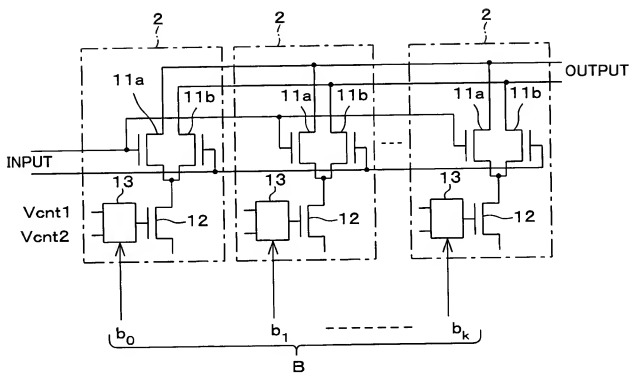 2 2 2
OUTPUT
11a 11b 11a 11b 11a 11b
INPUT
13 13 13
Vcnt1
Vcnt2
12 12 12
b0 b1 bk
B